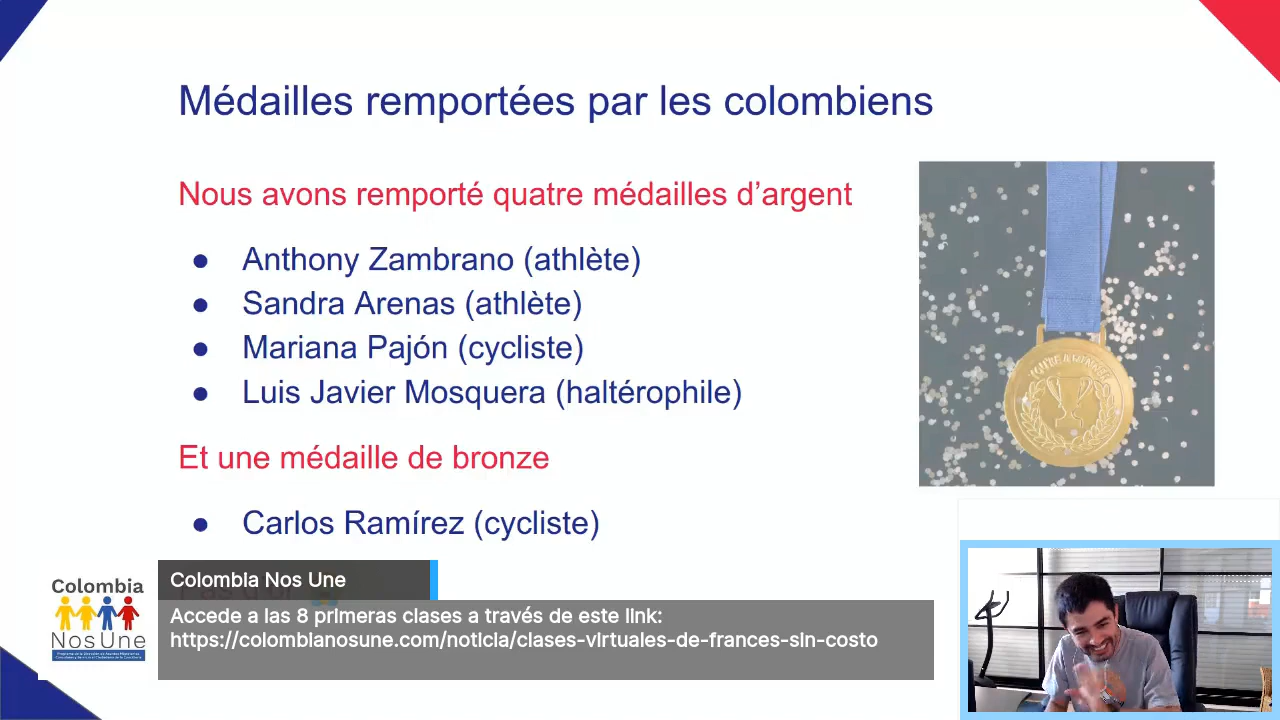 Médailles remportées par les colombiens
Nous avons remporté quatre médailles d'argent
● Anthony Zambrano (athlète)
● Sandra Arenas (athlète)
● Mariana Pajón (cycliste)
● Luis Javier Mosquera (haltérophile)
Et une médaille de bronze
● Carlos Ramírez (cycliste)
Colombia
Nos Une
Colombia Nos Une
Accede a las 8 primeras clases a través de este link:
https://colombianosune.com/noticia/clases-virtuales-de-frances-sin-costo